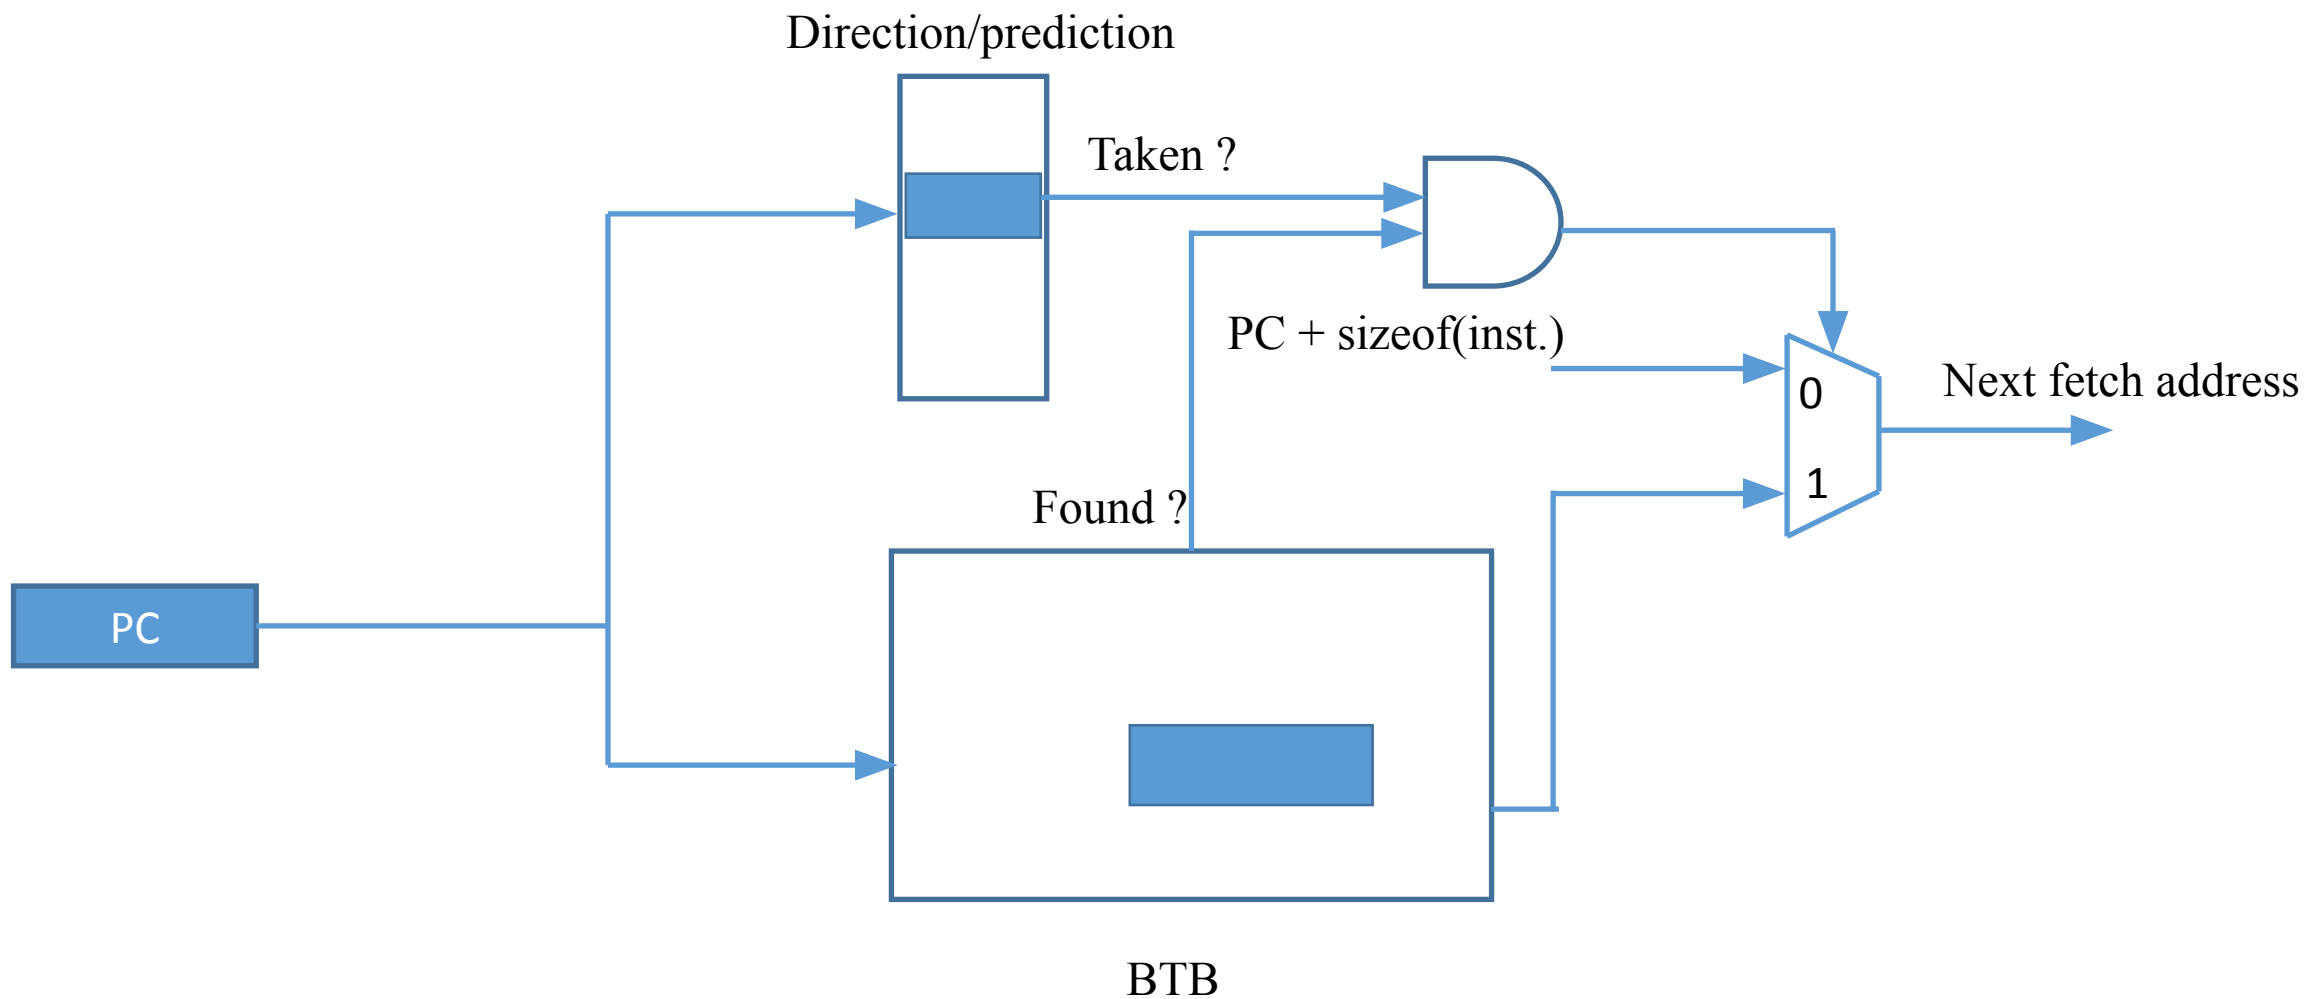 Direction/prediction
Taken ?
PC + sizeof(inst.)
0
Next fetch address
1
Found ?
PC
BTB